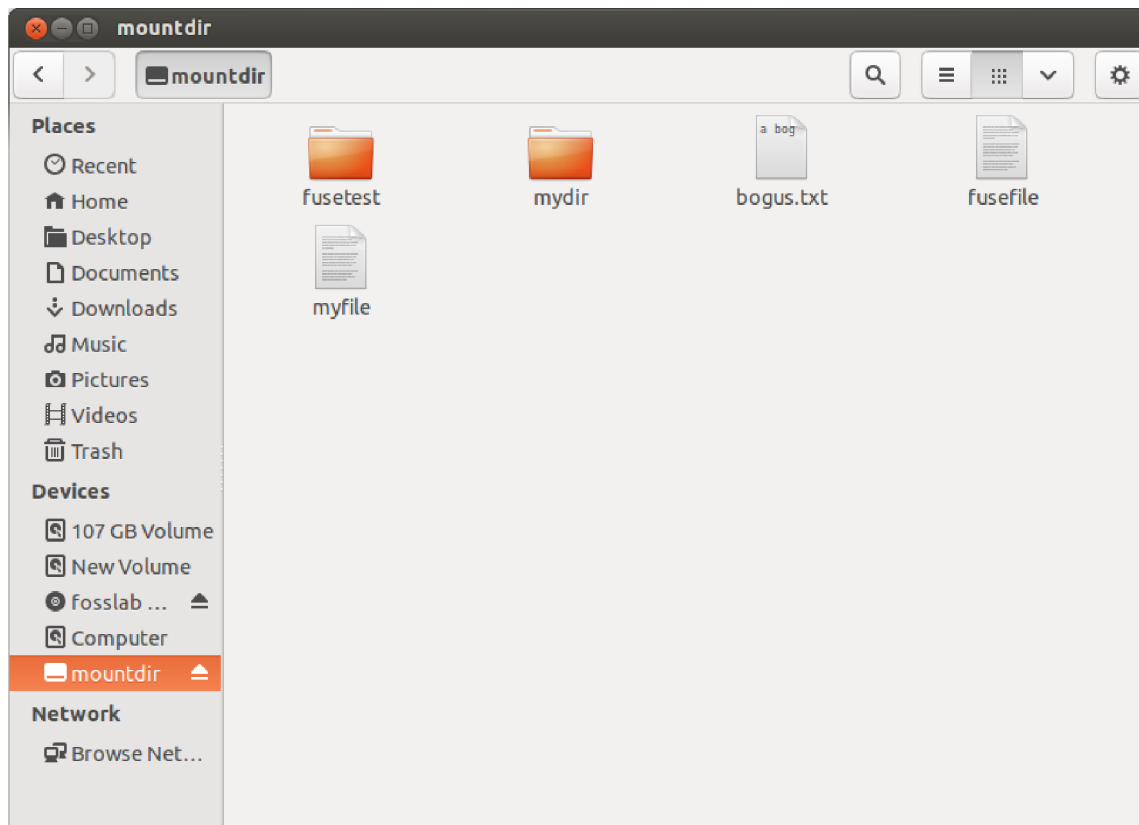 mountdir
mountdir
Places
Recent
Home
Desktop
Documents
Downloads
Music
Pictures
Videos
Trash
Devices
107 GB Volume
New Volume
fosslab ...
Computer
mountdir
Network
Browse Net...
fusetest
mydir
a bog
bogus.txt
fusefile
myfile